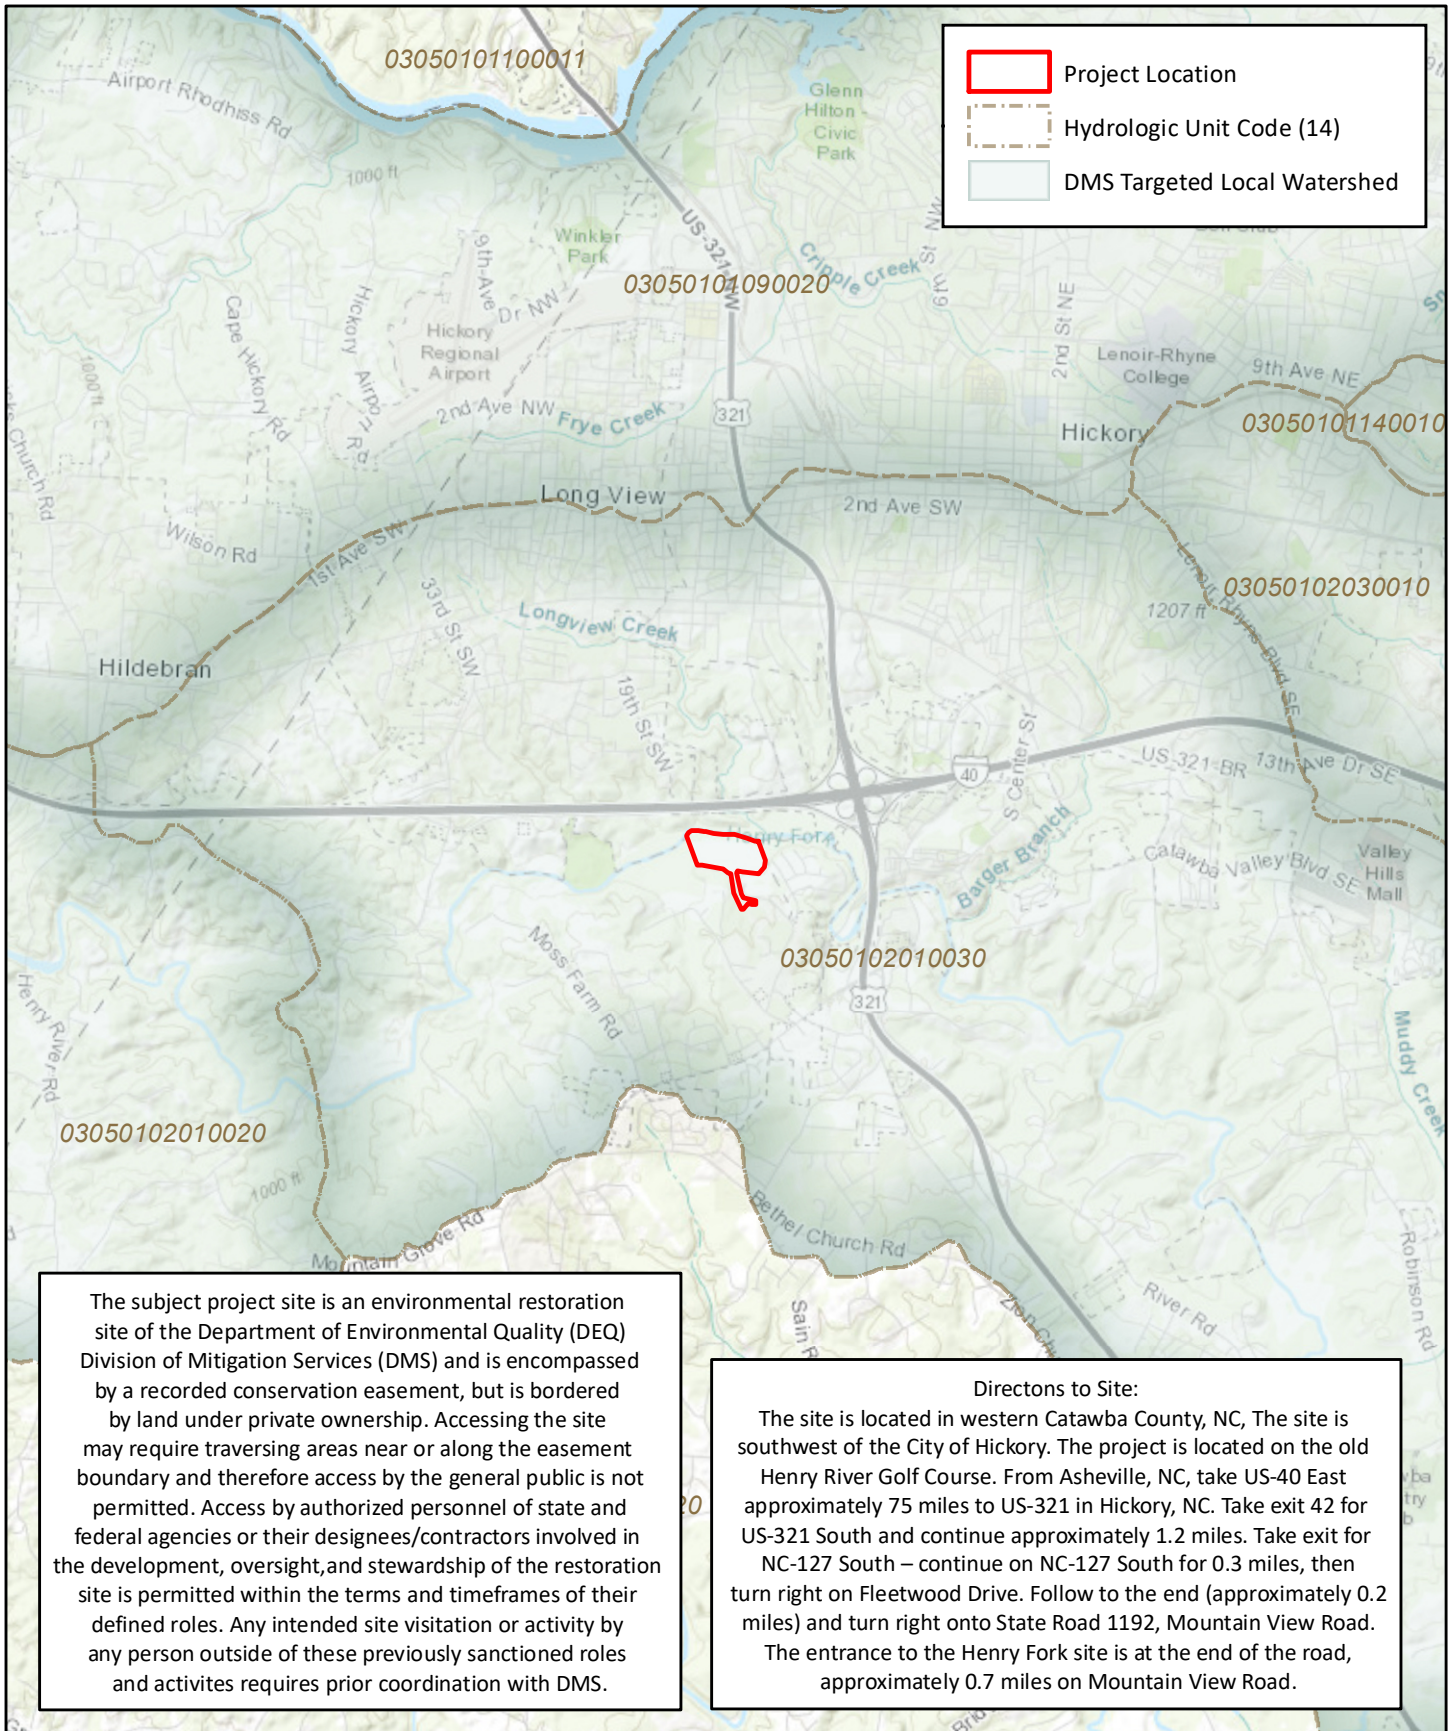 03050101100011
Airport Rhodhiss Rd
Glenn
Hilton -
Civic
Park
Project Location
Hydrologic Unit Code (14)
DMS Targeted Local Watershed
1000 ft
Winkler
Park
US-321 NW
Cripple Creek
6th St NW
9th-Ave
Dr NW
03050101090020
Hickory
Regional
Airport
Cape Hickory Rd
Hickory Airport Rd
1000 ft
2nd St NE
Lenoir-Rhyne
College
9th Ave NE
2nd Ave NW
Frye Creek
321
Hickory
03050101140010
Church Rd
Long View
2nd Ave SW
Wilson Rd
1st Ave SW
33rd St SW
Longview Creek
Lenoir Rhyne Blvd SE
03050102030010
1207 ft
Hildebran
19th St SW
40
S Center St
US-321-BR
13th Ave Dr SE
Henry Fork
Barger Branch
Catawba Valley Blvd SE
Valley
Hills
Mall
Moss Farm Rd
03050102010030
321
Henry River Rd
Muddy Creek
03050102010020
1000 ft
Mountain Grove Rd
Bethel Church Rd
River Rd
Robinson Rd
Sain R
Zion Chu
The subject project site is an environmental restoration
site of the Department of Environmental Quality (DEQ)
Division of Mitigation Services (DMS) and is encompassed
by a recorded conservation easement, but is bordered
by land under private ownership. Accessing the site
may require traversing areas near or along the easement
boundary and therefore access by the general public is not
permitted. Access by authorized personnel of state and
federal agencies or their designees/contractors involved in
the development, oversight,and stewardship of the restoration
site is permitted within the terms and timeframes of their
defined roles. Any intended site visitation or activity by
any person outside of these previously sanctioned roles
and activites requires prior coordination with DMS.
20
Directons to Site:
The site is located in western Catawba County, NC, The site is
southwest of the City of Hickory. The project is located on the old
Henry River Golf Course. From Asheville, NC, take US-40 East
approximately 75 miles to US-321 in Hickory, NC. Take exit 42 for
US-321 South and continue approximately 1.2 miles. Take exit for
NC-127 South – continue on NC-127 South for 0.3 miles, then
turn right on Fleetwood Drive. Follow to the end (approximately 0.2
miles) and turn right onto State Road 1192, Mountain View Road.
The entrance to the Henry Fork site is at the end of the road,
approximately 0.7 miles on Mountain View Road.